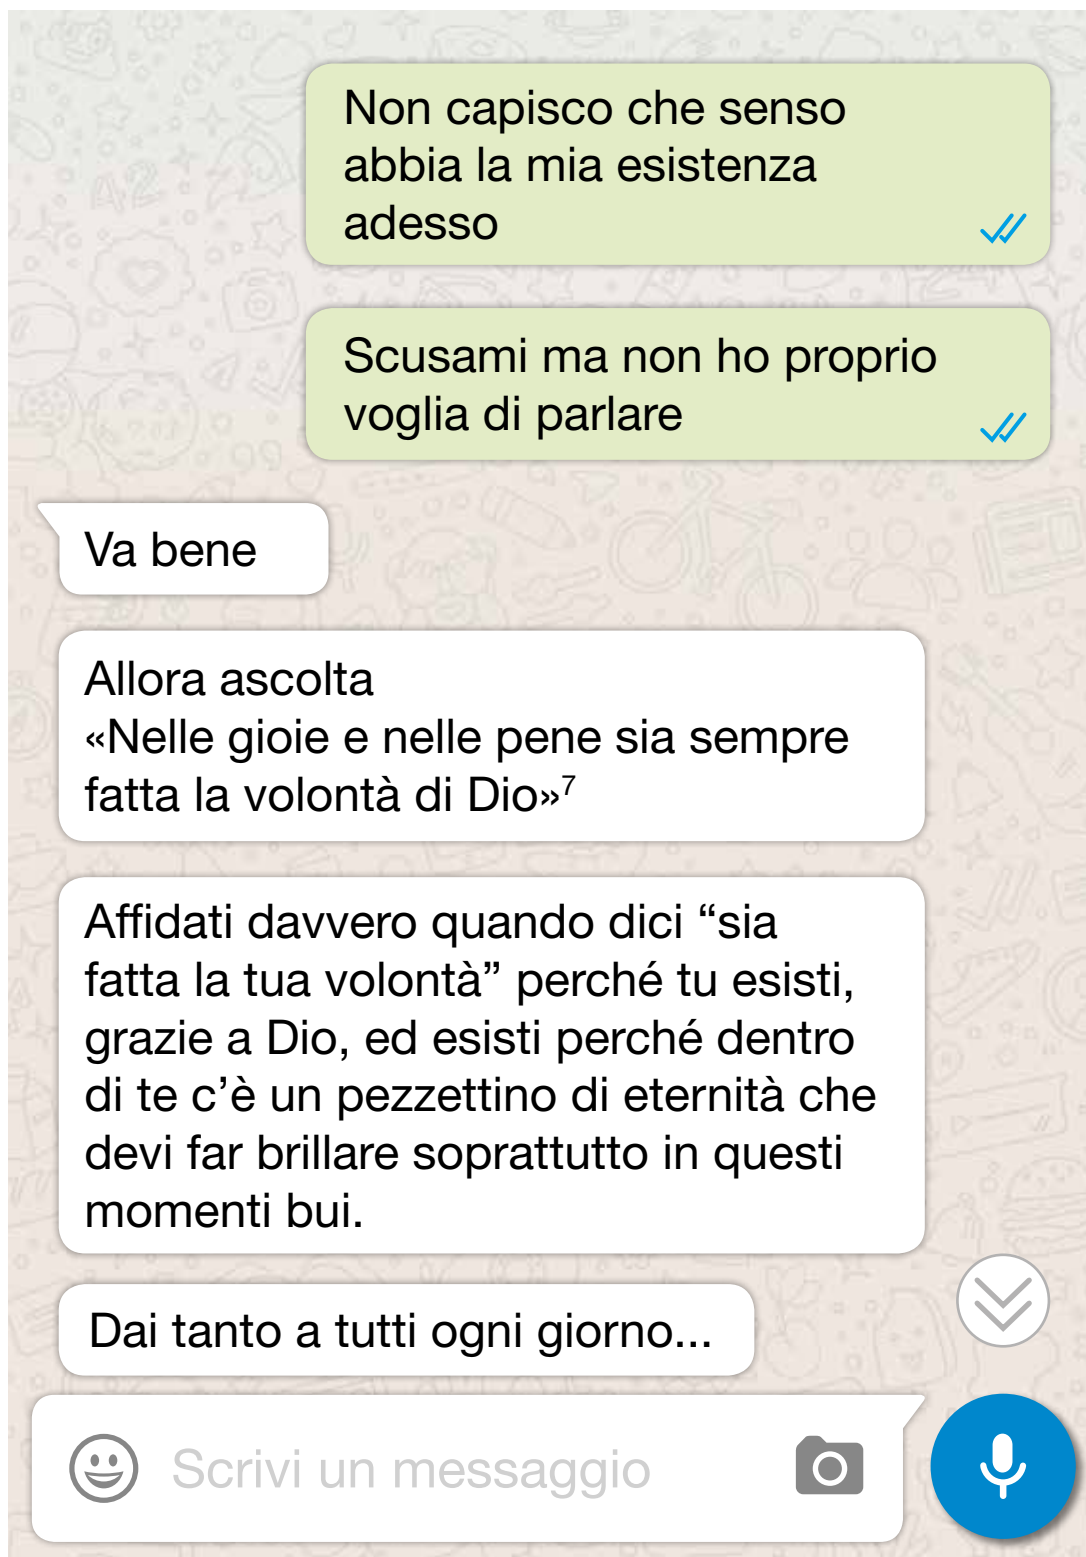 Non capisco che senso
abbia la mia esistenza
adesso
Scusami ma non ho proprio
voglia di parlare
Va bene
Allora ascolta
«Nelle gioie e nelle pene sia sempre
fatta la volontà di Dio»⁷
Affidati davvero quando dici “sia
fatta la tua volontà” perché tu esisti,
grazie a Dio, ed esisti perché dentro
di te c’è un pezzettino di eternità che
devi far brillare soprattutto in questi
momenti bui.
Dai tanto a tutti ogni giorno...
Scrivi un messaggio